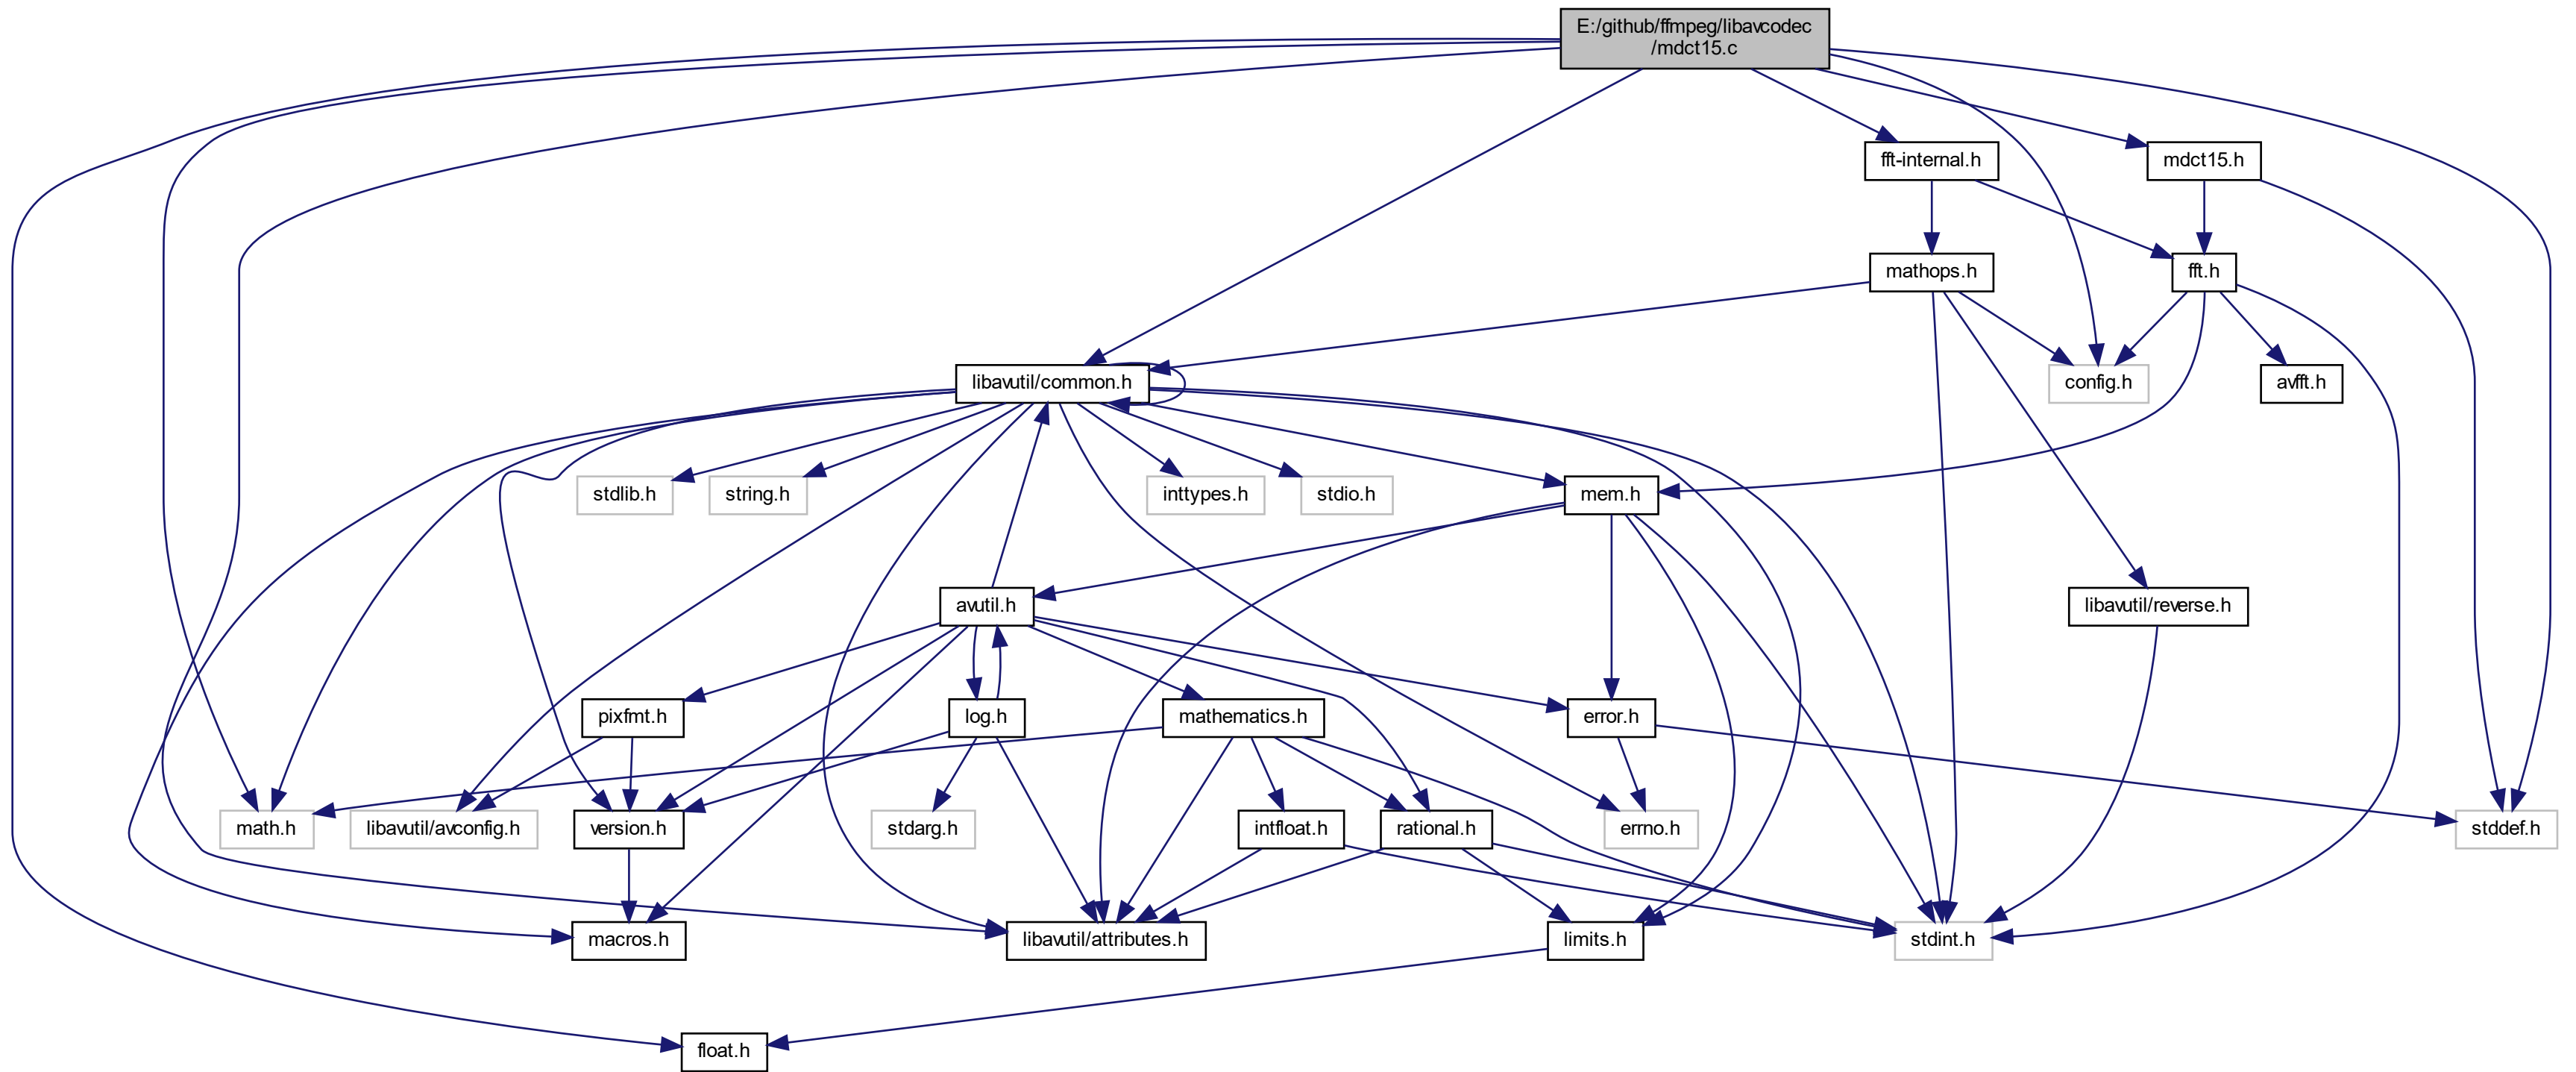 E:/github/ffmpeg/libavcodec
/mdct15.c
fft-internal.h
mdct15.h
mathops.h
fft.h
libavutil/common.h
config.h
avfft.h
stdlib.h
string.h
inttypes.h
stdio.h
mem.h
avutil.h
libavutil/reverse.h
pixfmt.h
log.h
mathematics.h
error.h
math.h
libavutil/avconfig.h
version.h
stdarg.h
intfloat.h
rational.h
errno.h
stddef.h
macros.h
libavutil/attributes.h
limits.h
stdint.h
float.h